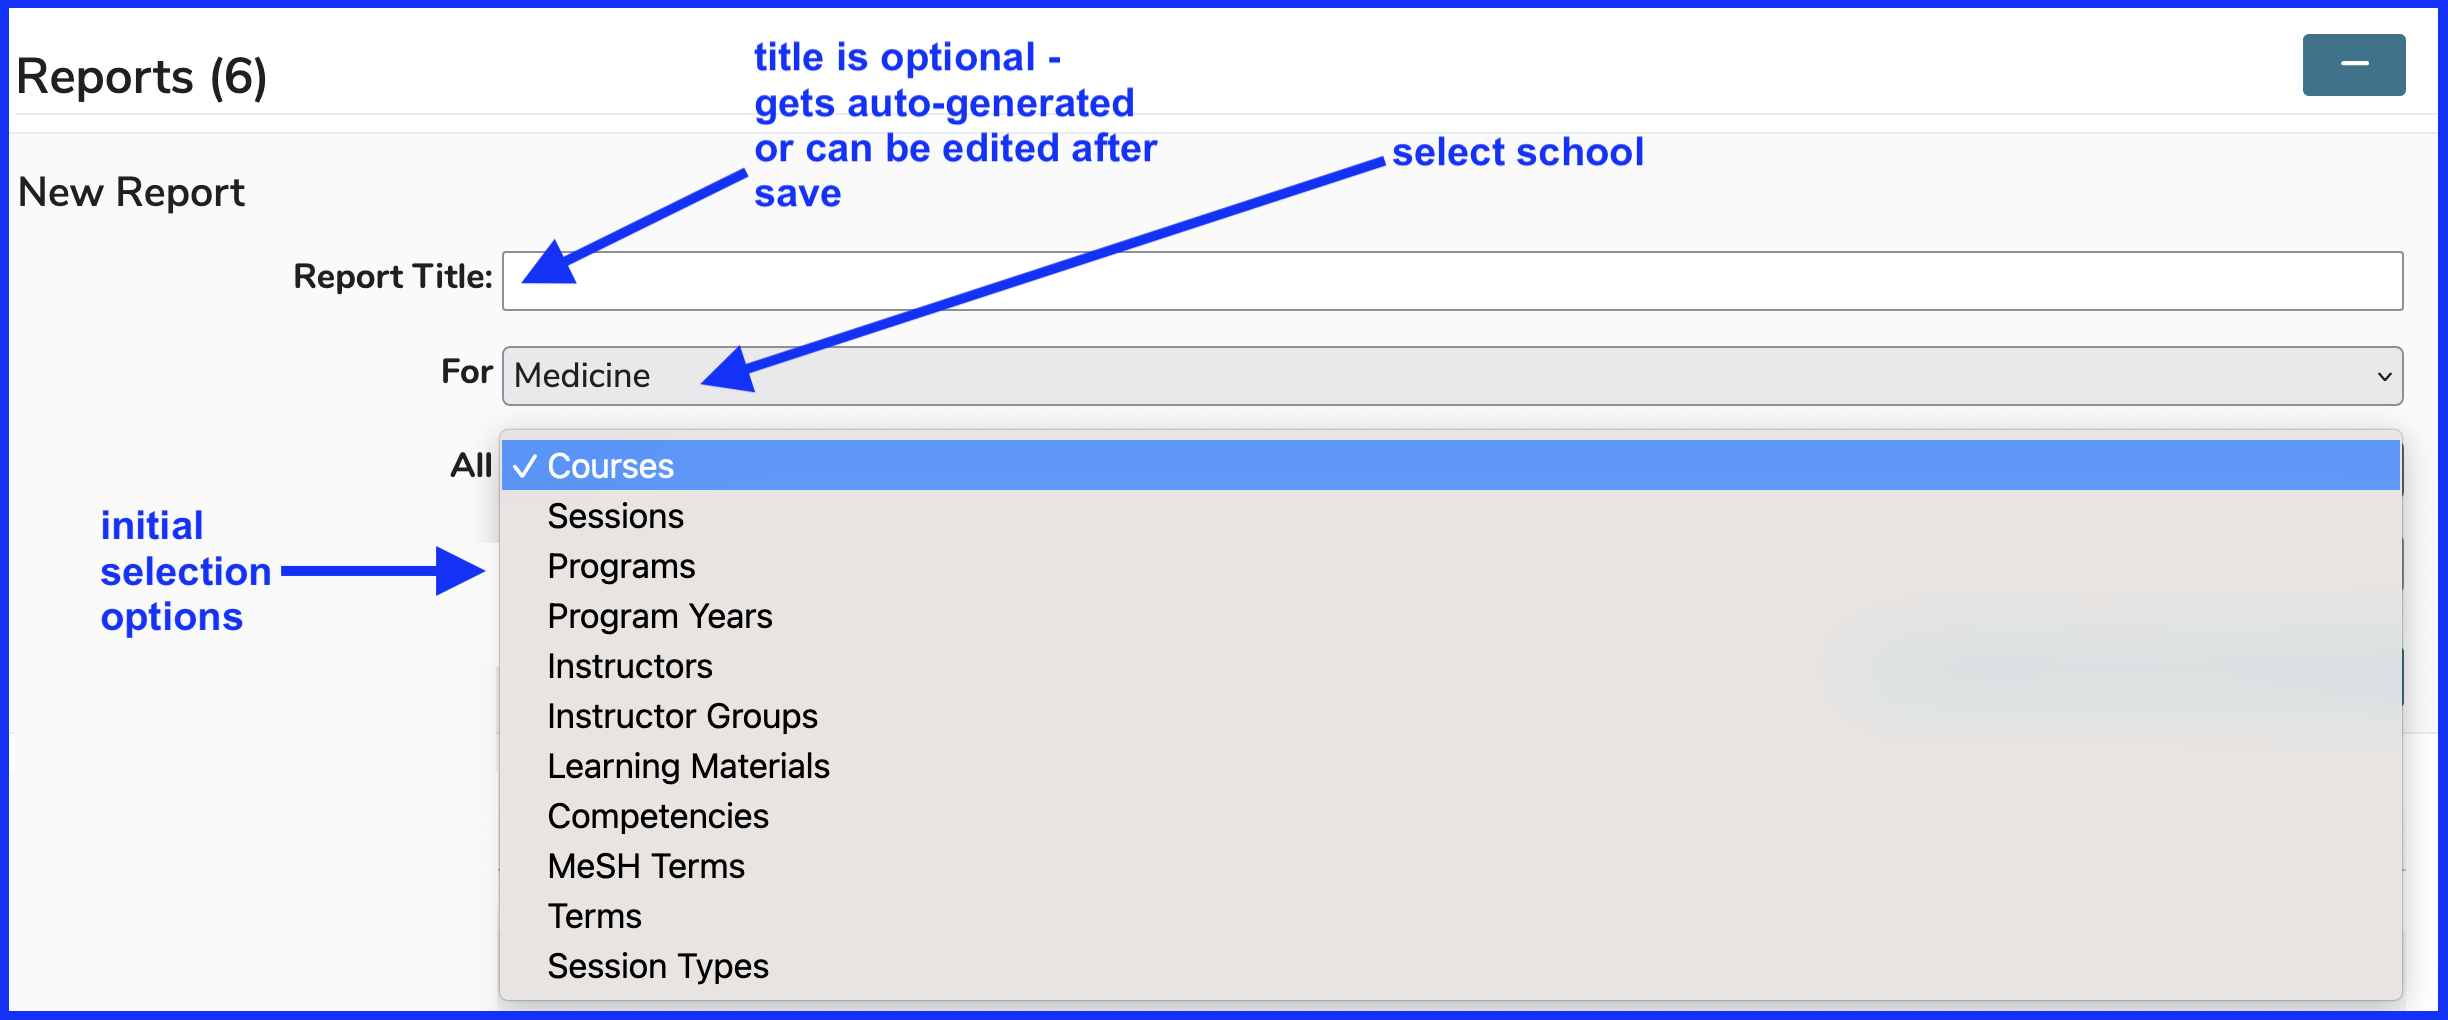 Reports (6)
title is optional -
gets auto-generated
or can be edited after
save
select school
New Report
Report Title:
For
Medicine
All
✓ Courses
Sessions
Programs
Program Years
Instructors
Instructor Groups
Learning Materials
Competencies
MeSH Terms
Terms
Session Types
initial
selection
options